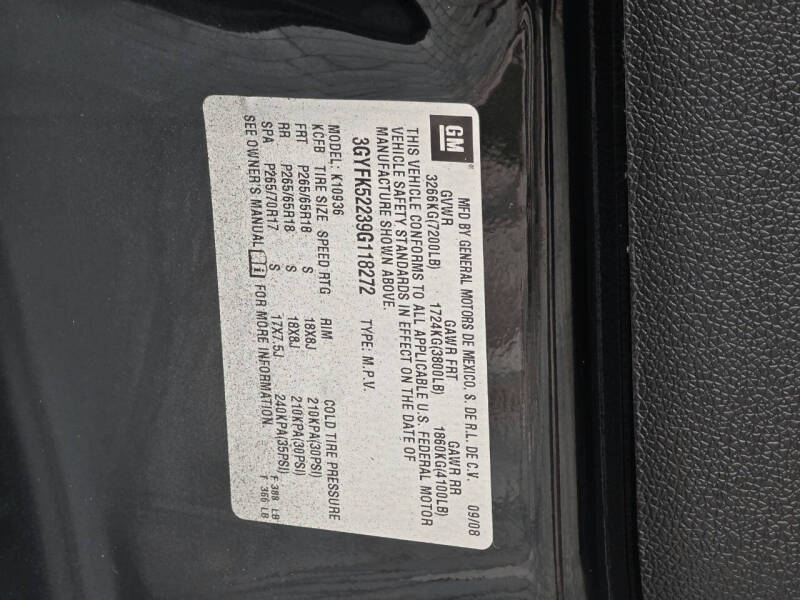 GM
MFD BY GENERAL MOTORS DE MEXICO, S. DE R.L. DE C.V. 09/08
GVWR GAWR FRT GAWR RR
3266KG(7200LB) 1724KG(3800LB) 1860KG(4100LB)
THIS VEHICLE CONFORMS TO ALL APPLICABLE U.S. FEDERAL MOTOR
VEHICLE SAFETY STANDARDS IN EFFECT ON THE DATE OF
MANUFACTURE SHOWN ABOVE.
3GYFK52239G118272 TYPE: M.P.V.
MODEL: K10936
KCFB TIRE SIZE SPEED RTG RIM COLD TIRE PRESSURE
FRT P265/65R18 S 18X8J 210KPA(30PSI)
RR P265/65R18 S 18X8J 210KPA(30PSI)
SPA P265/70R17 S 17X7.5J 240KPA(35PSI) F 388 LB
SEE OWNER'S MANUAL FOR MORE INFORMATION. F 366 LB